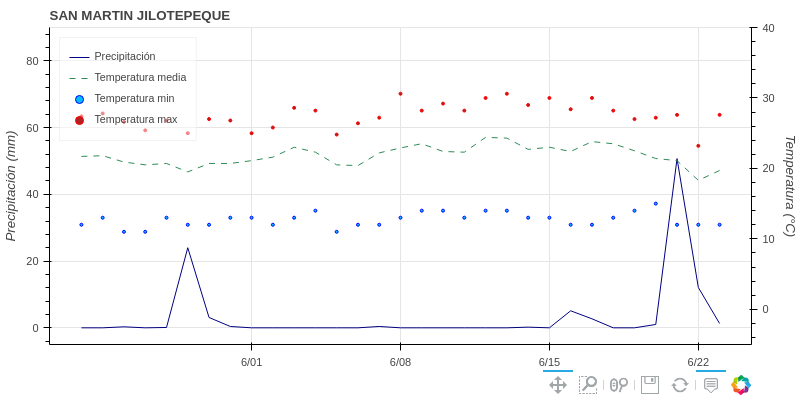 SAN MARTIN JILOTEPEQUE
Precipitación
Temperatura media
Temperatura min
Temperatura max
Precipitación (mm)
80
60
40
20
0
Temperatura (°C)
40
30
20
10
0
6/01
6/08
6/15
6/22